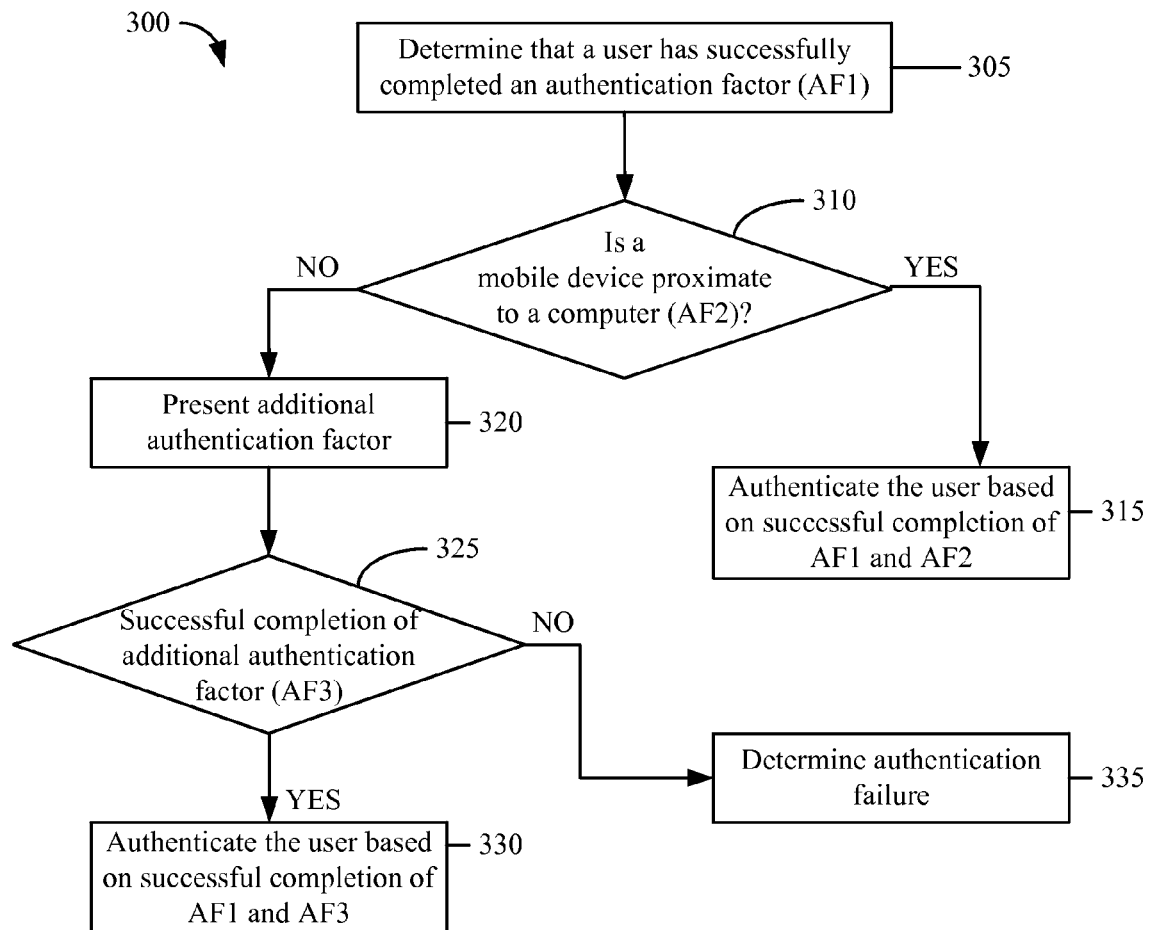 300
Determine that a user has successfully
completed an authentication factor (AF1)
305
310
Is a
mobile device proximate
to a computer (AF2)?
NO
YES
Present additional
authentication factor
320
Authenticate the user based
on successful completion of
AF1 and AF2
315
325
Successful completion of
additional authentication
factor (AF3)
NO
Determine authentication
failure
335
YES
Authenticate the user based
on successful completion of
AF1 and AF3
330